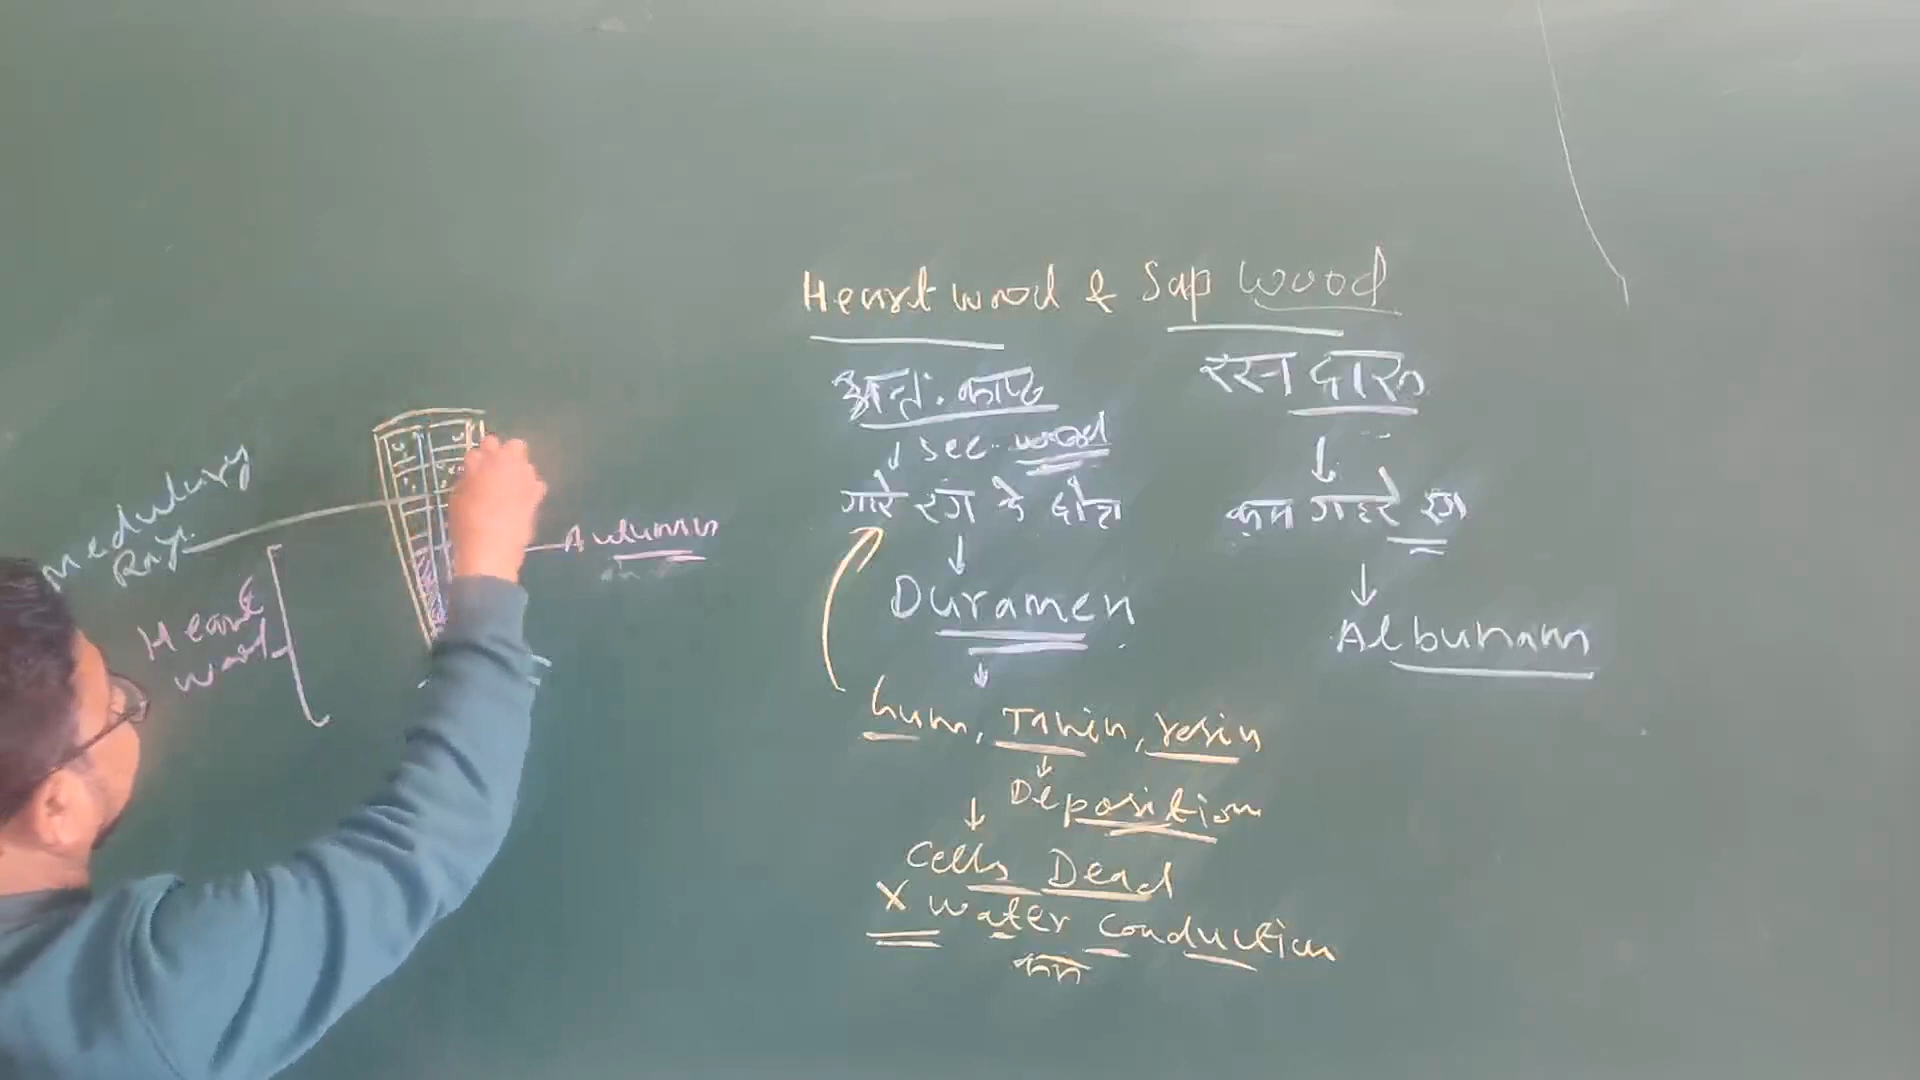 Heart wood & Sap wood
अन्तः काष्ठ
रस दारू
↓ Sec. wood
↓
गहरे रंग के होता
कम गहरे रंग
↓
↓
Duramen
Albunam
↓
Gum, Tanin, resin
↓
Deposition
↓
Cells Dead
X Water Conduction
Medulary
Ray.
Heart
wood
Autumn